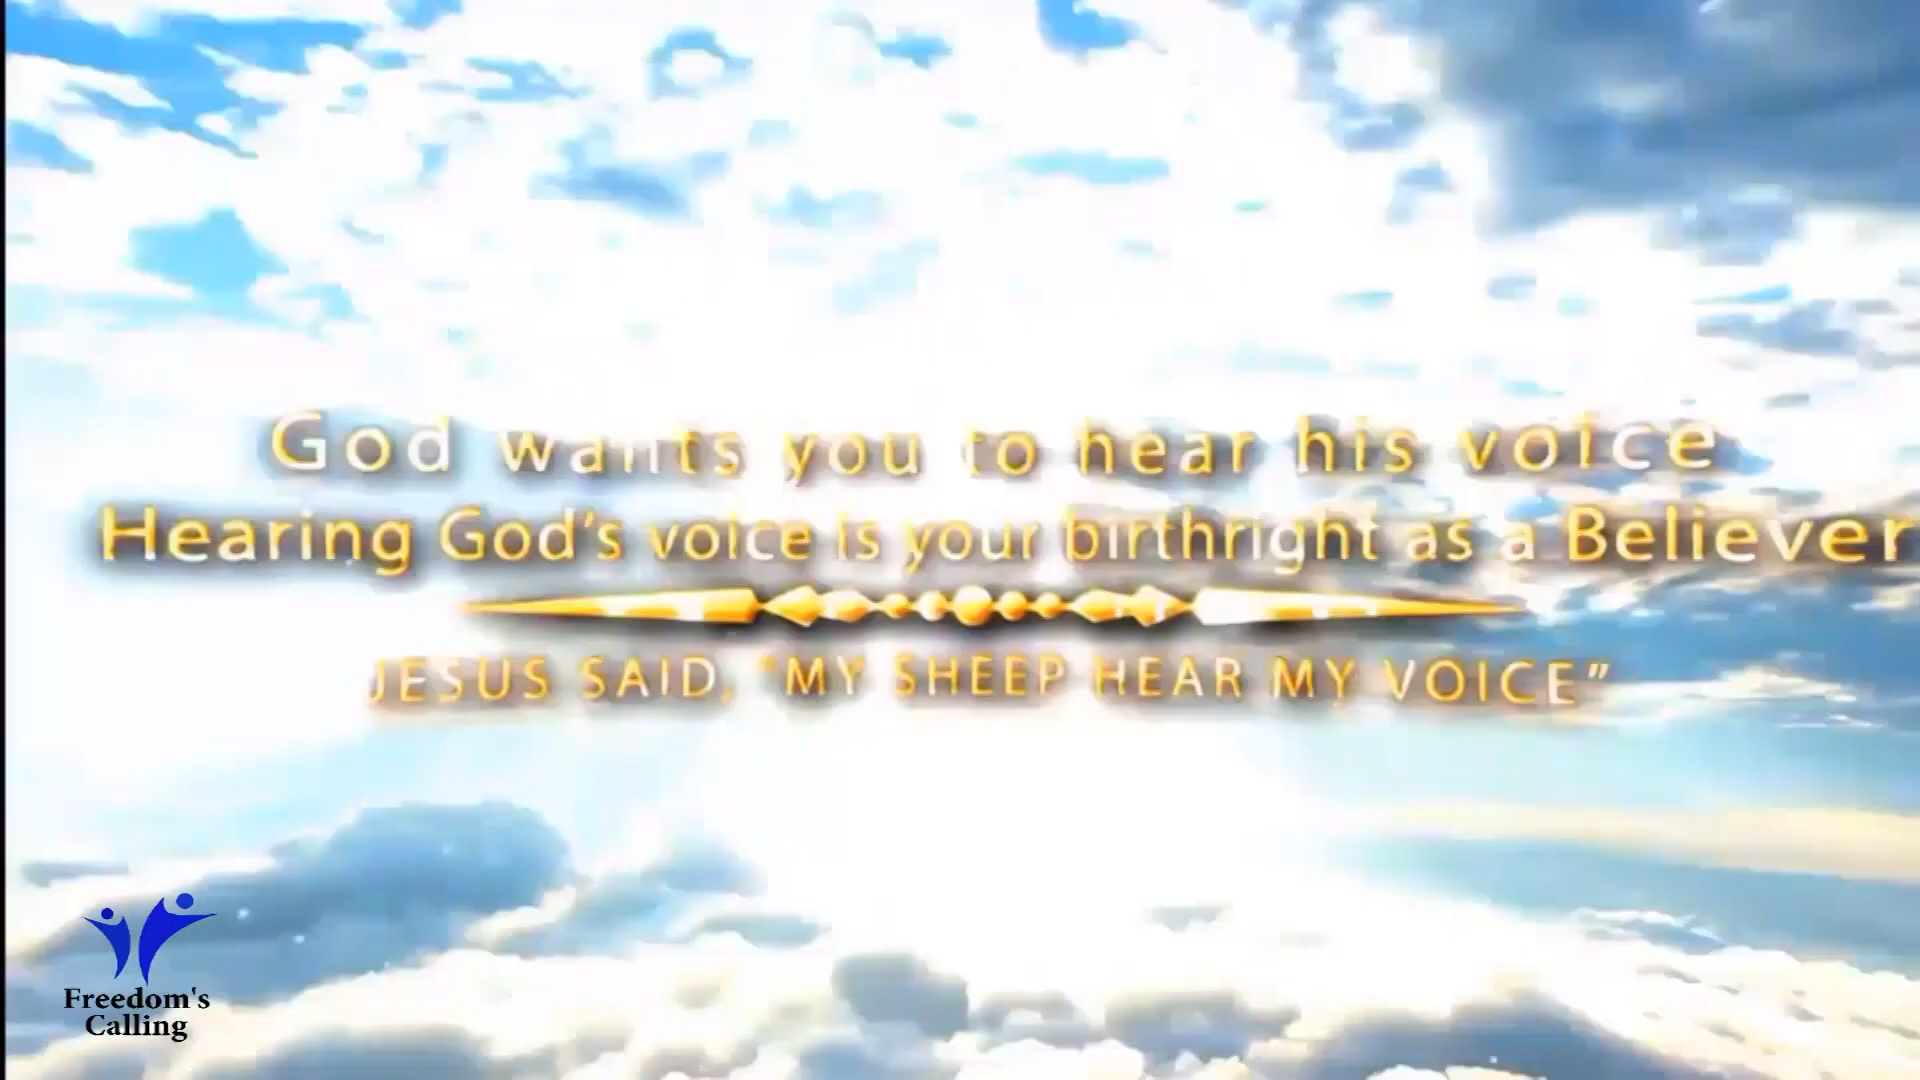 God wants you to hear his voice
Hearing God's voice is your birthright as a Believer
JESUS SAID, "MY SHEEP HEAR MY VOICE"
Freedom's
Calling